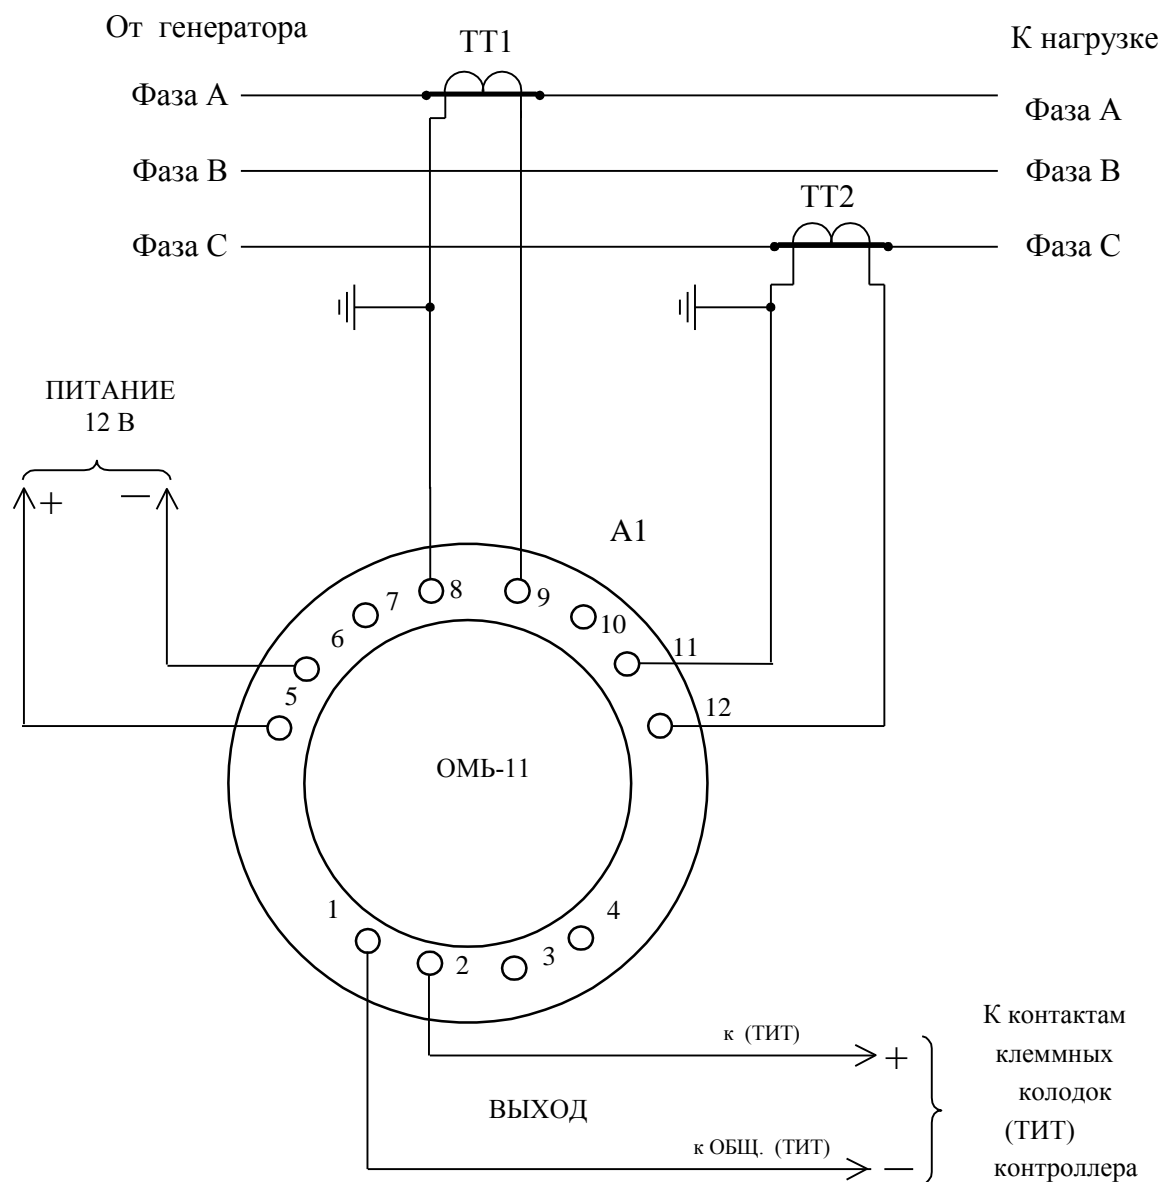 От генератора
ТТ1
К нагрузке
Фаза А
Фаза А
Фаза В
Фаза В
ТТ2
Фаза С
Фаза С
ПИТАНИЕ
12 В
+
—
А1
8
9
7
10
6
11
5
12
ОМЬ-11
1
4
2
3
К контактам
клеммных
колодок
(ТИТ)
контроллера
к (ТИТ)
+
ВЫХОД
к ОБЩ. (ТИТ)
—